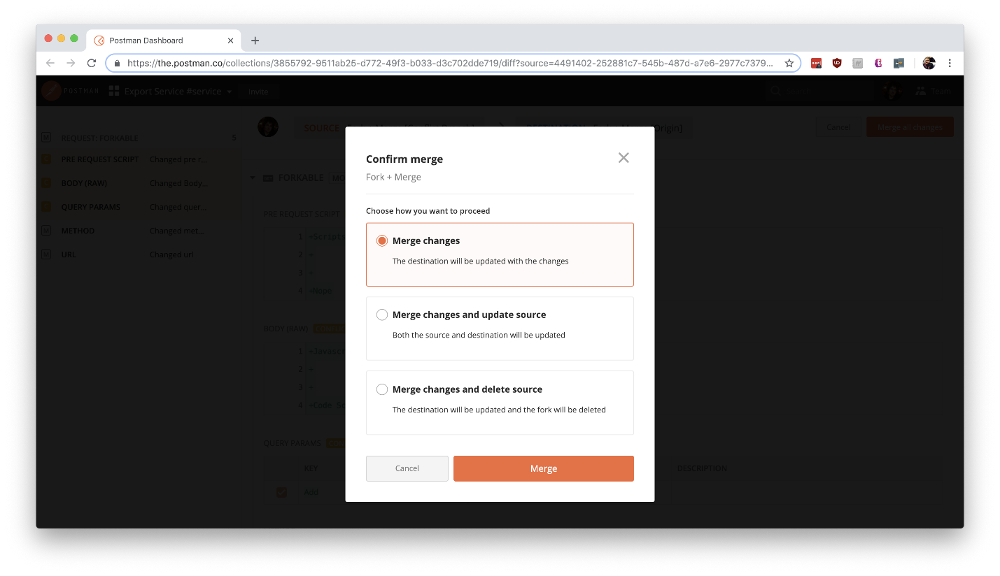 Postman Dashboard
https://the.postman.co/collections/3855792-9511ab25-d772-49f3-b033-d3c702dde719/diff?source=4491402-252881c7-545b-487d-a7e6-2977c7379...
POSTMAN Export Service #service Invite Search Team
SOURCE DESTINATION Origin] Cancel Merge all changes
REQUEST: FORKABLE 5
PRE REQUEST SCRIPT Changed pre r...
BODY (RAW) Changed Body...
QUERY PARAMS Changed quer...
M METHOD Changed met...
M URL Changed url
FORKABLE MO
PRE REQUEST SCRIPT
1 +Script
2 +
3 +
4 +Nope
BODY (RAW) CONFLI
1 +Javascr
2 +
3 +
4 +Code Sc
QUERY PARAMS CON
KEY DESCRIPTION
Add
Confirm merge
Fork + Merge
Choose how you want to proceed
Merge changes
The destination will be updated with the changes
Merge changes and update source
Both the source and destination will be updated
Merge changes and delete source
The destination will be updated and the fork will be deleted
Cancel Merge